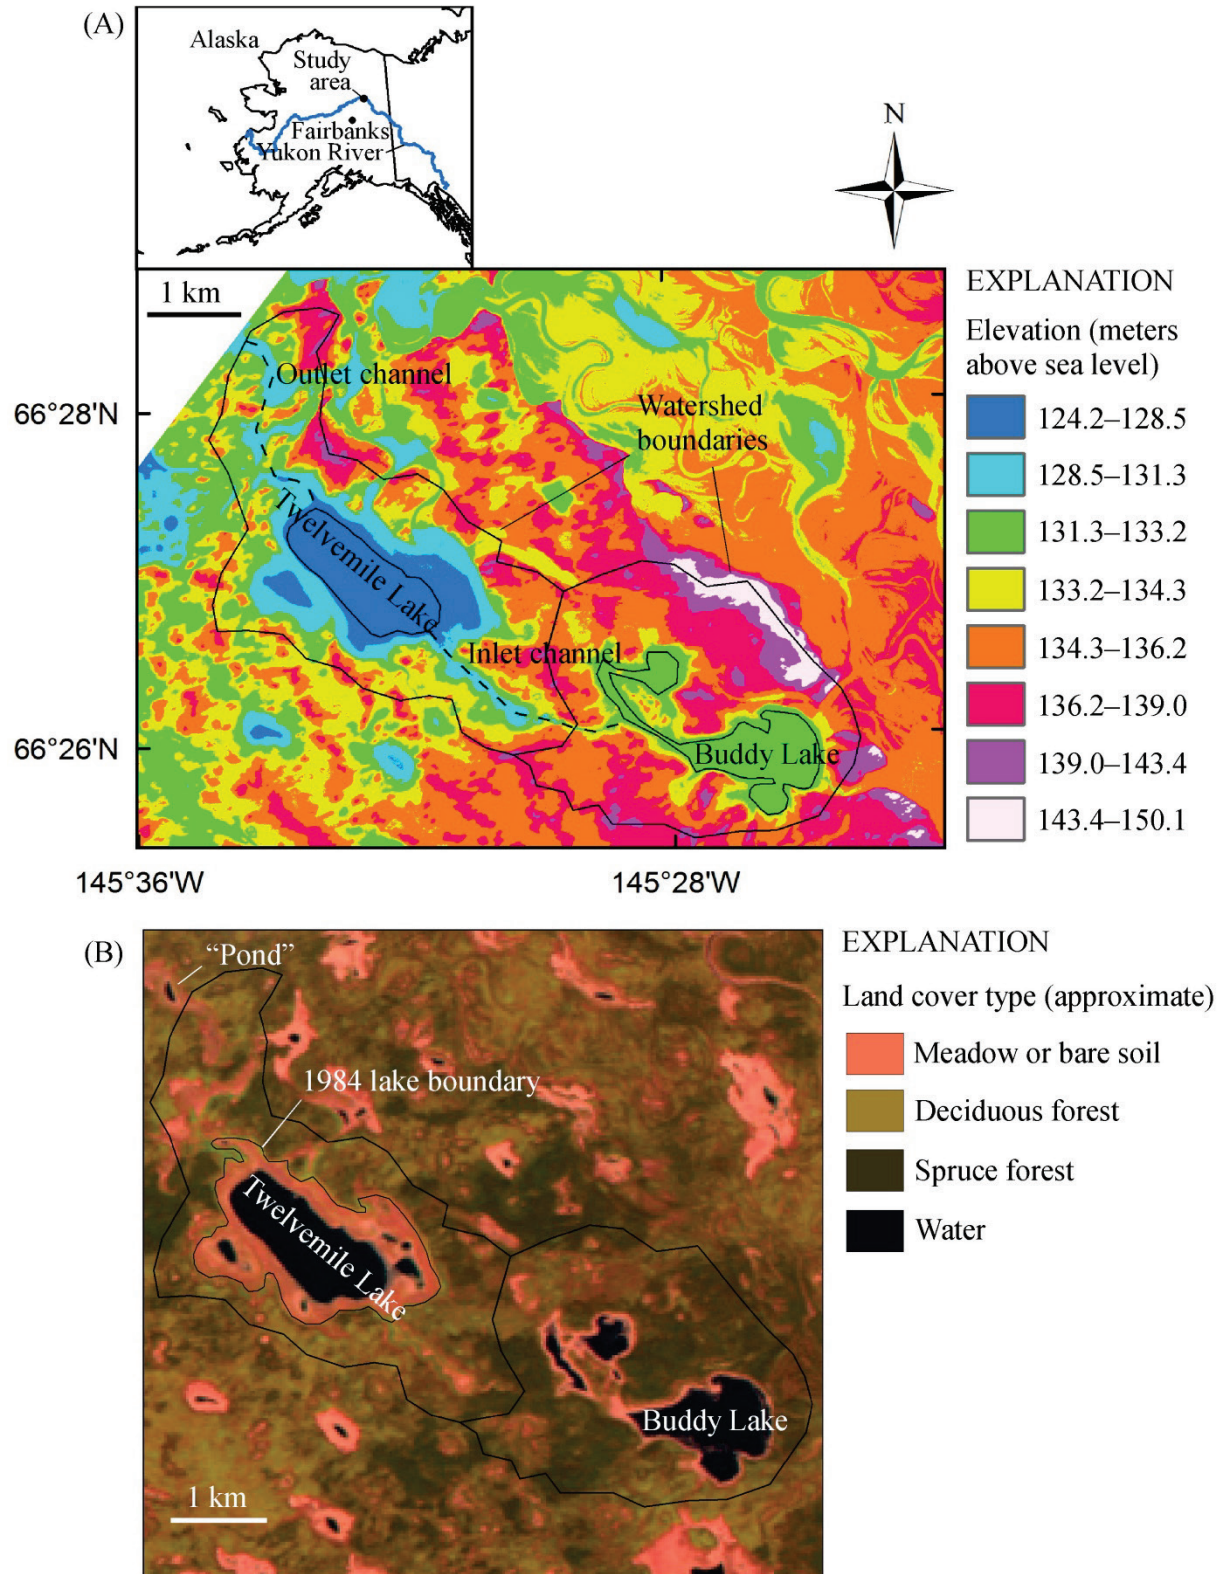 (A)
Alaska
Study
area
Fairbanks
Yukon River
N
1 km
Outlet channel
Watershed
boundaries
Twelvemile Lake
Inlet channel
Buddy Lake
66°28'N
66°26'N
145°36'W
145°28'W
EXPLANATION
Elevation (meters
above sea level)
124.2–128.5
128.5–131.3
131.3–133.2
133.2–134.3
134.3–136.2
136.2–139.0
139.0–143.4
143.4–150.1
(B)
“Pond”
1984 lake boundary
Twelvemile Lake
Buddy Lake
1 km
EXPLANATION
Land cover type (approximate)
Meadow or bare soil
Deciduous forest
Spruce forest
Water